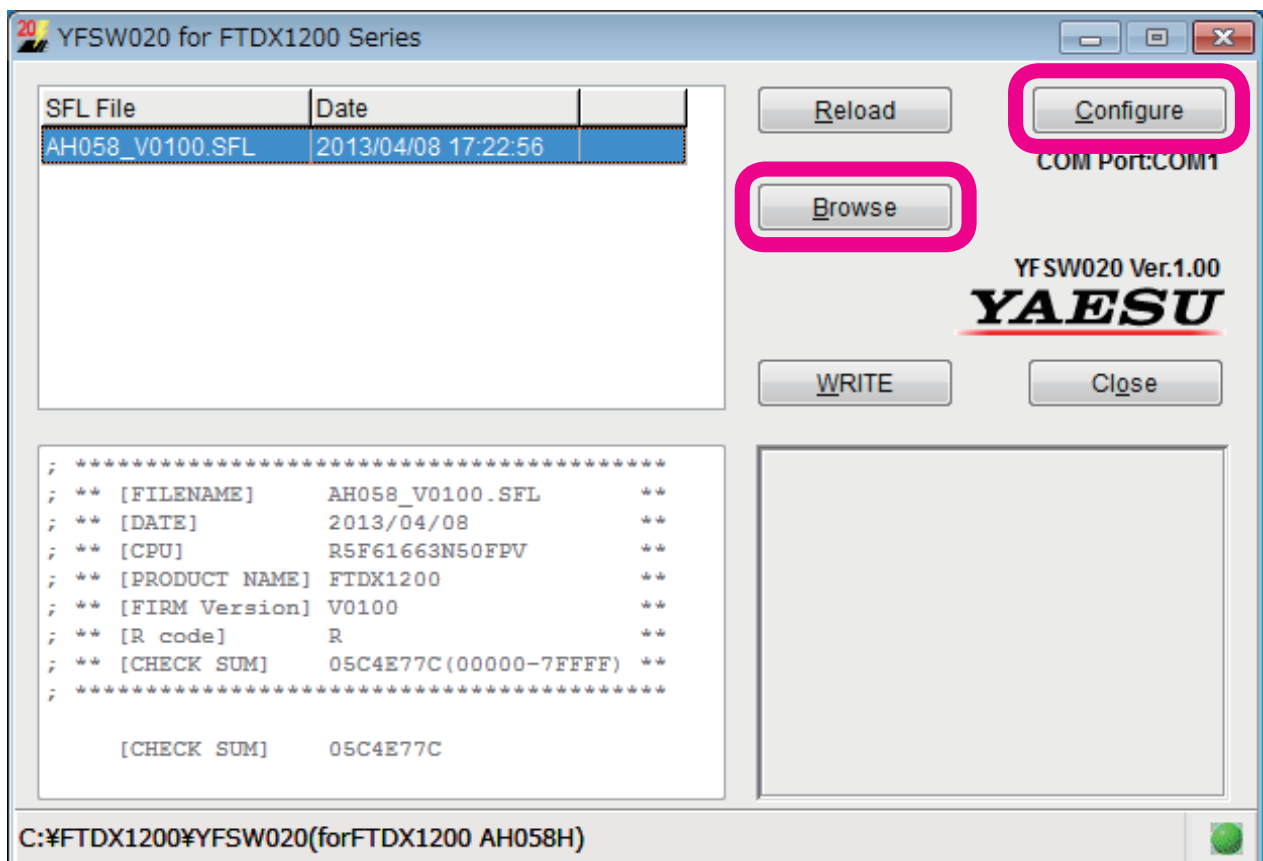 20
YFSW020 for FTDX1200 Series
SFL File Date
AH058_V0100.SFL 2013/04/08 17:22:56
Reload
Configure
COM Port:COM1
Browse
YFSW020 Ver.1.00
YAESU
WRITE
Close
; ******************************************
; ** [FILENAME] AH058_V0100.SFL **
; ** [DATE] 2013/04/08 **
; ** [CPU] R5F61663N50FPV **
; ** [PRODUCT NAME] FTDX1200 **
; ** [FIRM Version] V0100 **
; ** [R code] R **
; ** [CHECK SUM] 05C4E77C(00000-7FFFF) **
; ******************************************
[CHECK SUM] 05C4E77C
C:¥FTDX1200¥YFSW020(forFTDX1200 AH058H)